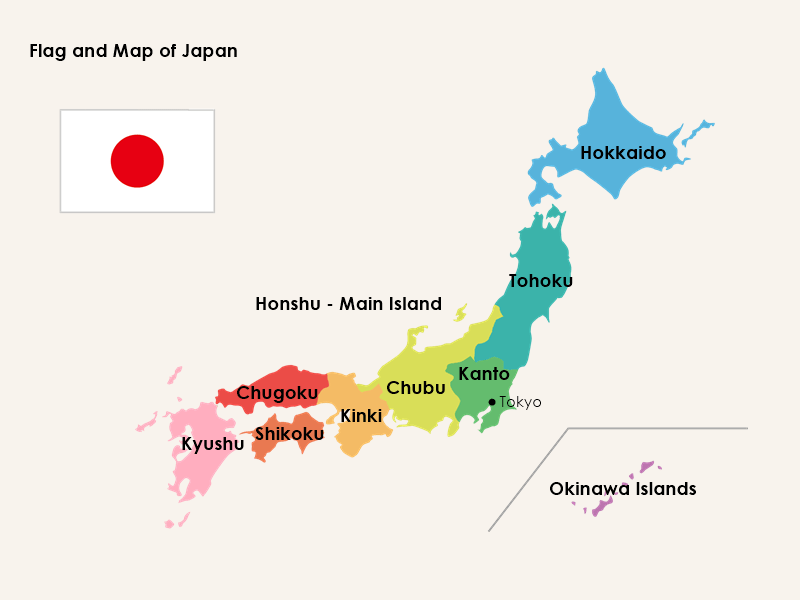 Flag and Map of Japan
Hokkaido
Tohoku
Honshu - Main Island
Kanto
Chubu
Chugoku
Tokyo
Kinki
Shikoku
Kyushu
Okinawa Islands